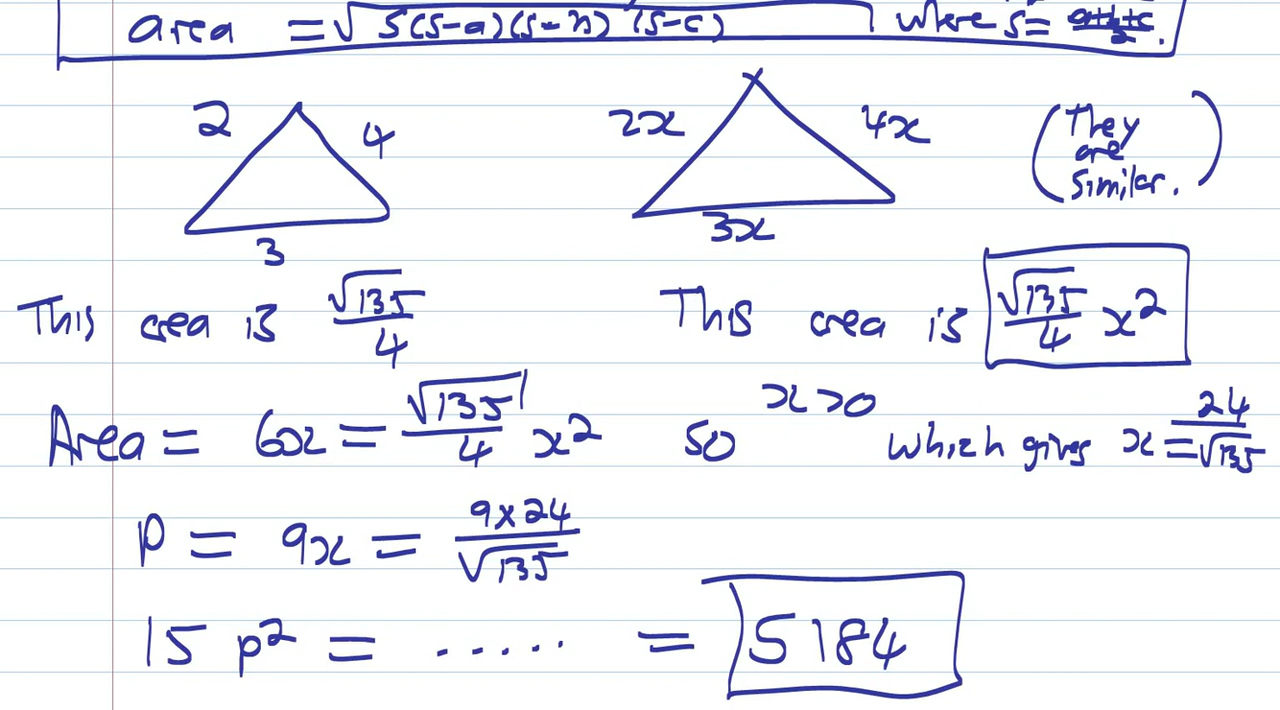 area = √s(s-a)(s-b)(s-c) where s = a+b+c/2.
2 4 3
2x 4x 3x
(They are similar.)
This area is √135/4
This area is √135/4 x²
Area = 6x = √135/4 x² so x>0 which gives x = 24/√135
P = 9x = 9×24/√135
15 p² = ..... = 5184